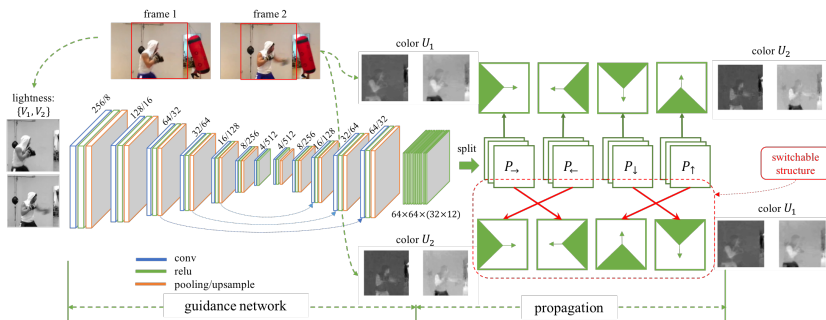 frame 1
frame 2
color U₁
color U₂
lightness:
{V₁, V₂}
256/8
128/16
64/32
32/64
16/128
8/256
4/512
4/512
8/256
16/128
32/64
64/32
split
P→
P←
P↓
P↑
switchable
structure
64×64×(32×12)
color U₂
color U₁
conv
relu
pooling/upsample
guidance network
propagation